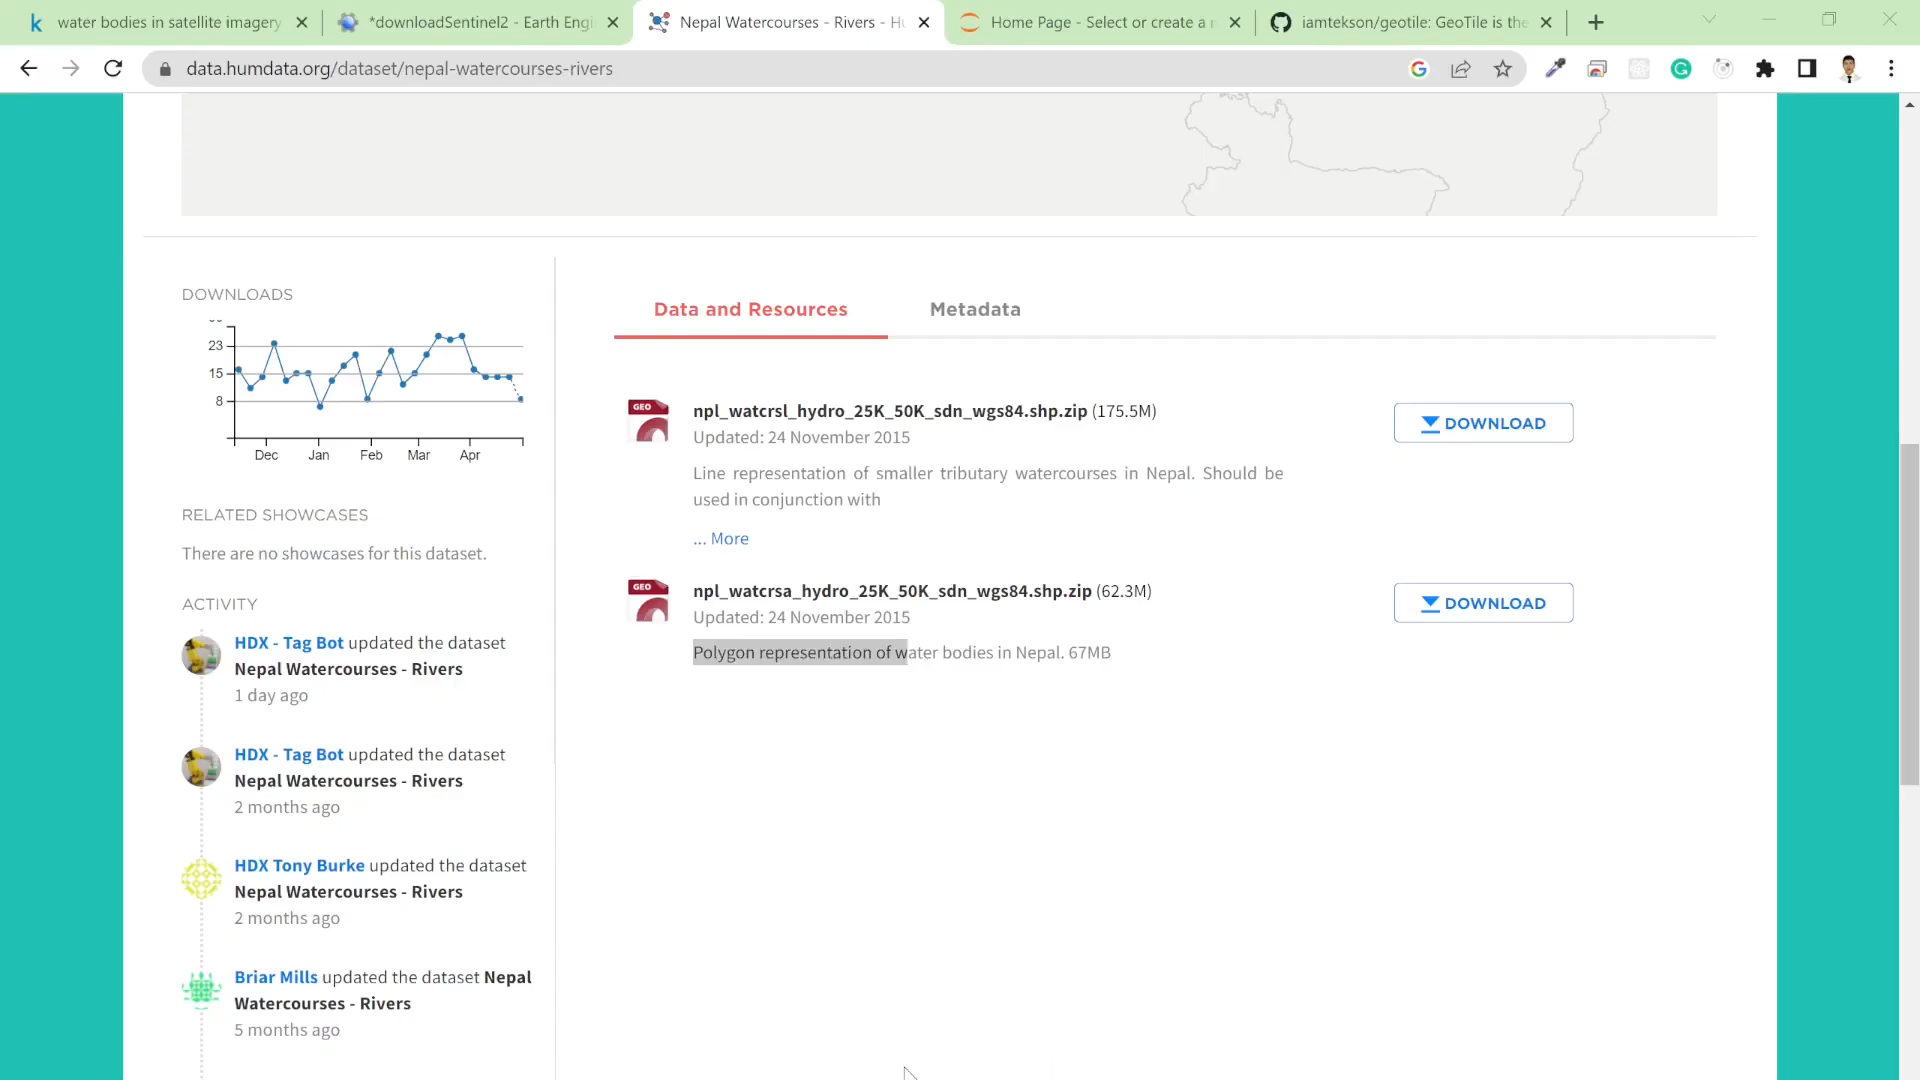 water bodies in satellite imagery
*downloadSentinel2 - Earth Engi
Nepal Watercourses - Rivers - Hu
Home Page - Select or create a n
iamtekson/geotile: GeoTile is the
data.humdata.org/dataset/nepal-watercourses-rivers
DOWNLOADS
23
15
8
Dec Jan Feb Mar Apr
RELATED SHOWCASES
There are no showcases for this dataset.
ACTIVITY
HDX - Tag Bot updated the dataset
Nepal Watercourses - Rivers
1 day ago
HDX - Tag Bot updated the dataset
Nepal Watercourses - Rivers
2 months ago
HDX Tony Burke updated the dataset
Nepal Watercourses - Rivers
2 months ago
Briar Mills updated the dataset Nepal
Watercourses - Rivers
5 months ago
Data and Resources
Metadata
GEO
npl_watcrsl_hydro_25K_50K_sdn_wgs84.shp.zip (175.5M)
Updated: 24 November 2015
Line representation of smaller tributary watercourses in Nepal. Should be
used in conjunction with
... More
DOWNLOAD
GEO
npl_watcrsa_hydro_25K_50K_sdn_wgs84.shp.zip (62.3M)
Updated: 24 November 2015
Polygon representation of water bodies in Nepal. 67MB
DOWNLOAD